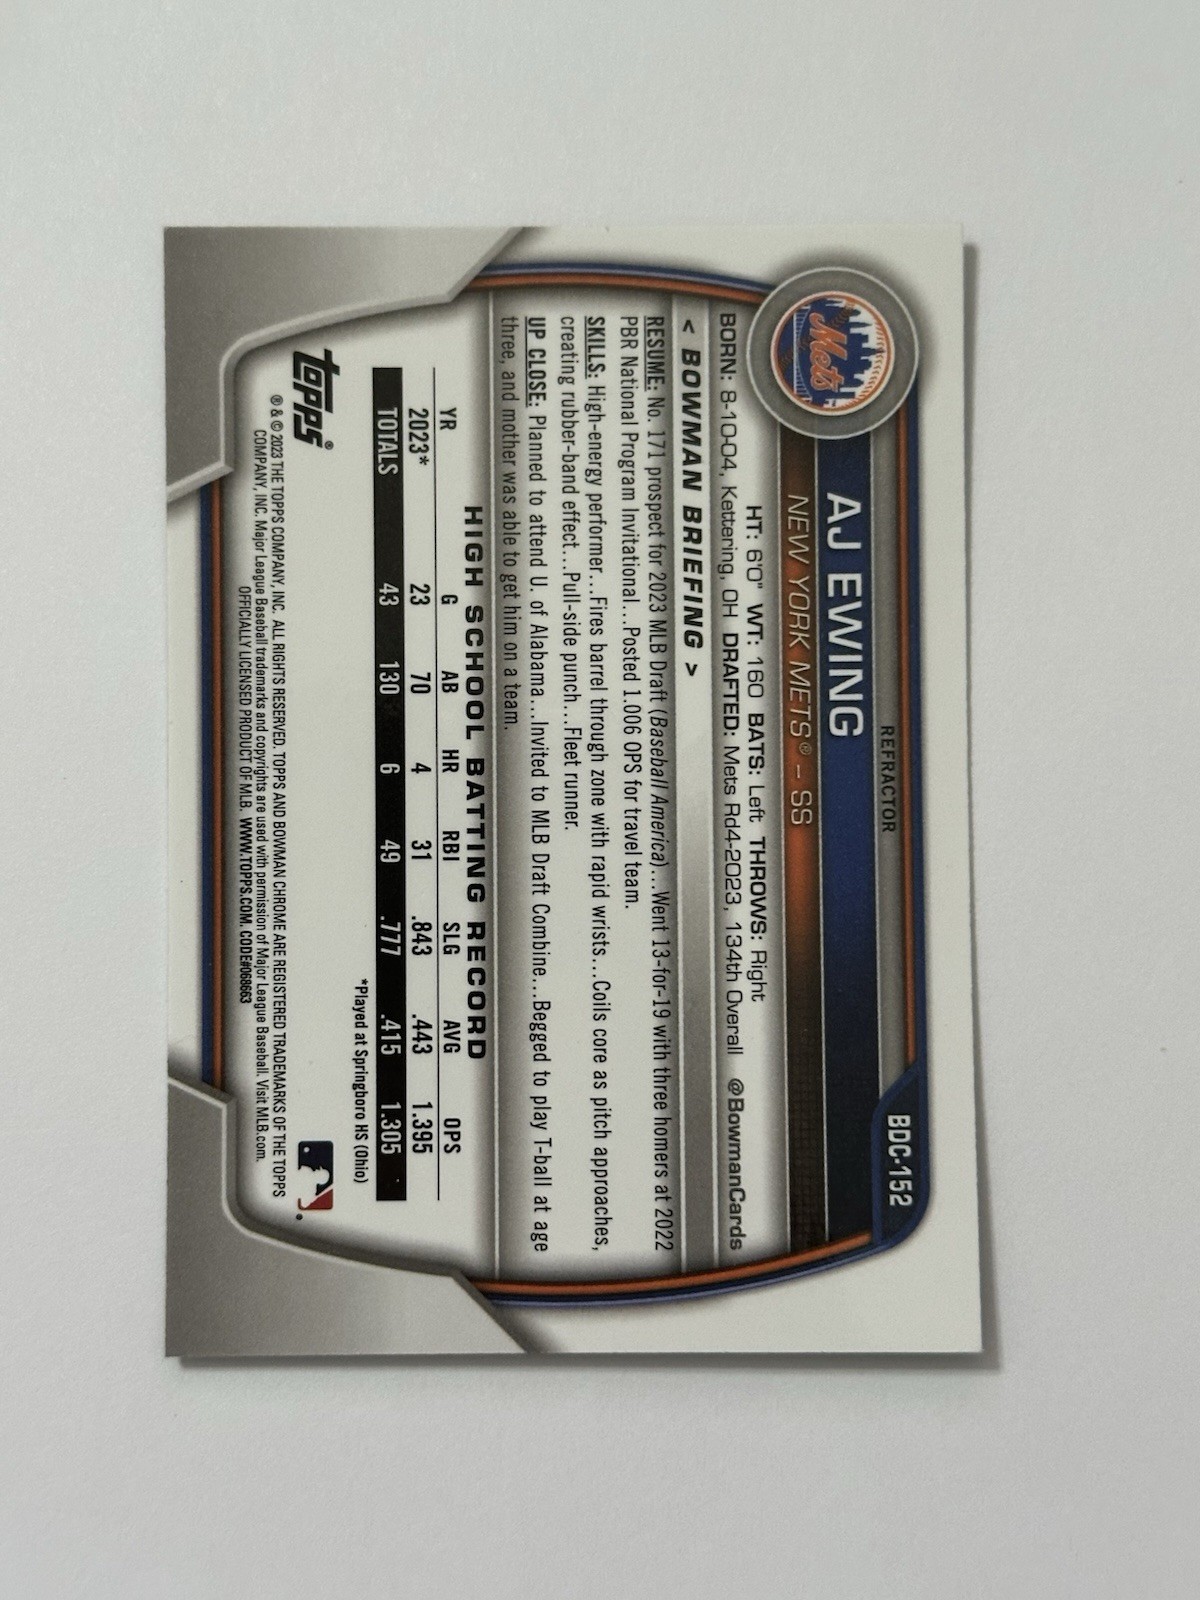 BDC-152
REFRACTOR
Mets
AJ EWING
NEW YORK METS® – SS
HT: 6'0" WT: 160 BATS: Left THROWS: Right
BORN: 8-10-04, Kettering, OH DRAFTED: Mets Rd4-2023, 134th Overall @BowmanCards
< BOWMAN BRIEFING >
RESUME: No. 171 prospect for 2023 MLB Draft (Baseball America)...Went 13-for-19 with three homers at 2022
PBR National Program Invitational...Posted 1.006 OPS for travel team.
SKILLS: High-energy performer...Fires barrel through zone with rapid wrists...Coils core as pitch approaches,
creating rubber-band effect...Pull-side punch...Fleet runner.
UP CLOSE: Planned to attend U. of Alabama...Invited to MLB Draft Combine...Begged to play T-ball at age
three, and mother was able to get him on a team.
HIGH SCHOOL BATTING RECORD
YR G AB HR RBI SLG AVG OPS
2023* 23 70 4 31 .843 .443 1.395
TOTALS 43 130 6 49 .777 .415 1.305
*Played at Springboro HS (Ohio)
topps®
® & © 2023 THE TOPPS COMPANY, INC. ALL RIGHTS RESERVED. TOPPS AND BOWMAN CHROME ARE REGISTERED TRADEMARKS OF THE TOPPS
COMPANY, INC. Major League Baseball trademarks and copyrights are used with permission of Major League Baseball. Visit MLB.com.
OFFICIALLY LICENSED PRODUCT OF MLB. WWW.TOPPS.COM. CODE#068663